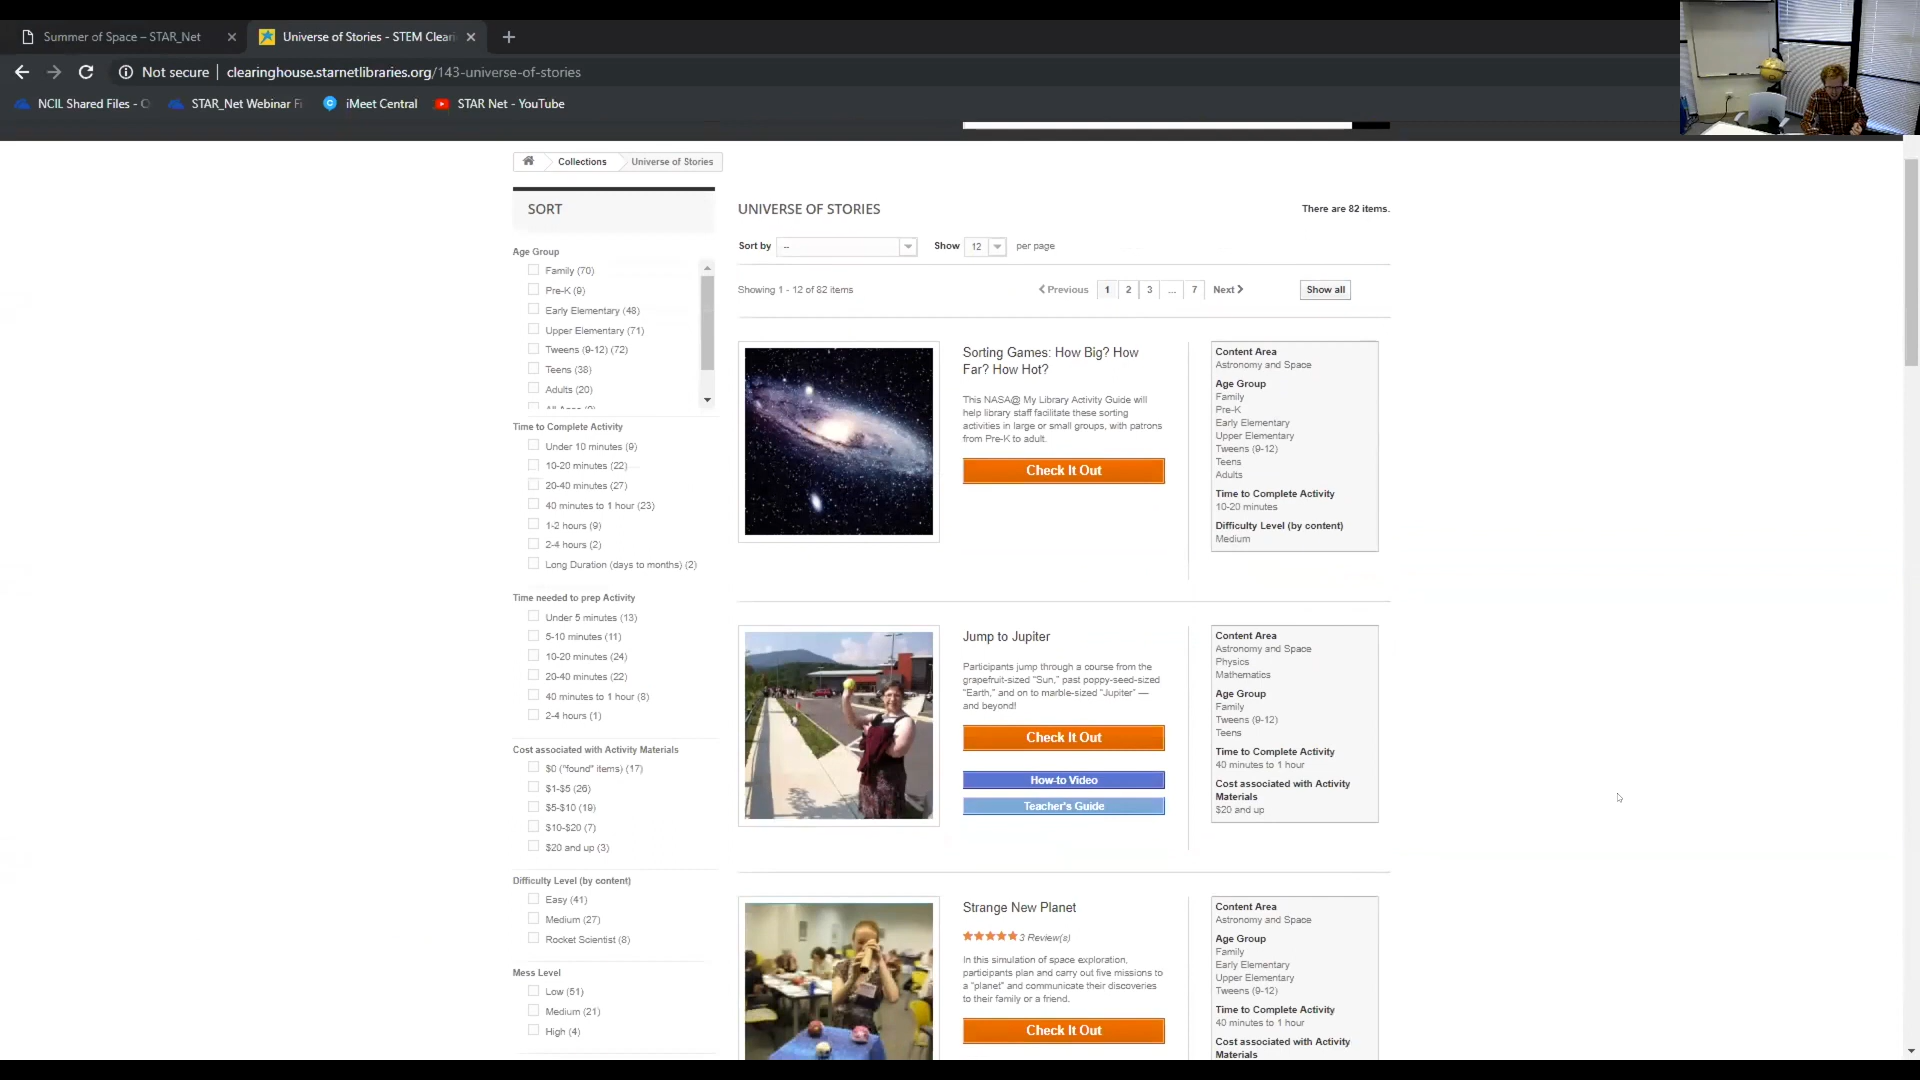 Summer of Space – STAR_Net
Universe of Stories - STEM Cleari
Not secure
clearinghouse.starnetlibraries.org/143-universe-of-stories
NCIL Shared Files - O
STAR_Net Webinar Fi
iMeet Central
STAR Net - YouTube
Collections
Universe of Stories
SORT
Age Group
Family (70)
Pre-K (9)
Early Elementary (48)
Upper Elementary (71)
Tweens (9-12) (72)
Teens (38)
Adults (20)
Time to Complete Activity
Under 10 minutes (9)
10-20 minutes (22)
20-40 minutes (27)
40 minutes to 1 hour (23)
1-2 hours (9)
2-4 hours (2)
Long Duration (days to months) (2)
Time needed to prep Activity
Under 5 minutes (13)
5-10 minutes (11)
10-20 minutes (24)
20-40 minutes (22)
40 minutes to 1 hour (8)
2-4 hours (1)
Cost associated with Activity Materials
$0 ("found" items) (17)
$1-$5 (26)
$5-$10 (19)
$10-$20 (7)
$20 and up (3)
Difficulty Level (by content)
Easy (41)
Medium (27)
Rocket Scientist (8)
Mess Level
Low (51)
Medium (21)
High (4)
UNIVERSE OF STORIES
There are 82 items.
Sort by -- Show 12 per page
Showing 1 - 12 of 82 items
Previous 1 2 3 ... 7 Next
Show all
Sorting Games: How Big? How
Far? How Hot?
This NASA@ My Library Activity Guide will
help library staff facilitate these sorting
activities in large or small groups, with patrons
from Pre-K to adult.
Check It Out
Content Area
Astronomy and Space
Age Group
Family
Pre-K
Early Elementary
Upper Elementary
Tweens (9-12)
Teens
Adults
Time to Complete Activity
10-20 minutes
Difficulty Level (by content)
Medium
Jump to Jupiter
Participants jump through a course from the
grapefruit-sized "Sun," past poppy-seed-sized
"Earth," and on to marble-sized "Jupiter" —
and beyond!
Check It Out
How-to Video
Teacher's Guide
Content Area
Astronomy and Space
Physics
Mathematics
Age Group
Family
Tweens (9-12)
Teens
Time to Complete Activity
40 minutes to 1 hour
Cost associated with Activity
Materials
$20 and up
Strange New Planet
3 Review(s)
In this simulation of space exploration,
participants plan and carry out five missions to
a "planet" and communicate their discoveries
to their family or a friend.
Check It Out
Content Area
Astronomy and Space
Age Group
Family
Early Elementary
Upper Elementary
Tweens (9-12)
Time to Complete Activity
40 minutes to 1 hour
Cost associated with Activity
Materials